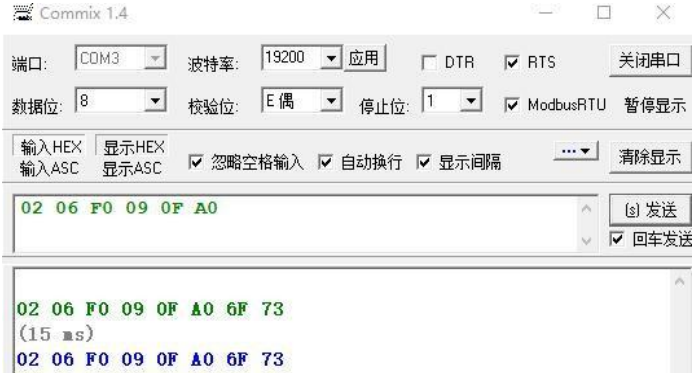 Commix 1.4
端口: COM3 波特率: 19200 应用 DTR RTS 关闭串口
数据位: 8 校验位: E 偶 停止位: 1 ModbusRTU 暂停显示
输入HEX 显示HEX
输入ASC 显示ASC 忽略空格输入 自动换行 显示间隔 ... 清除显示
02 06 F0 09 0F A0
(s) 发送
回车发送
02 06 F0 09 0F A0 6F 73
(15 ms)
02 06 F0 09 0F A0 6F 73